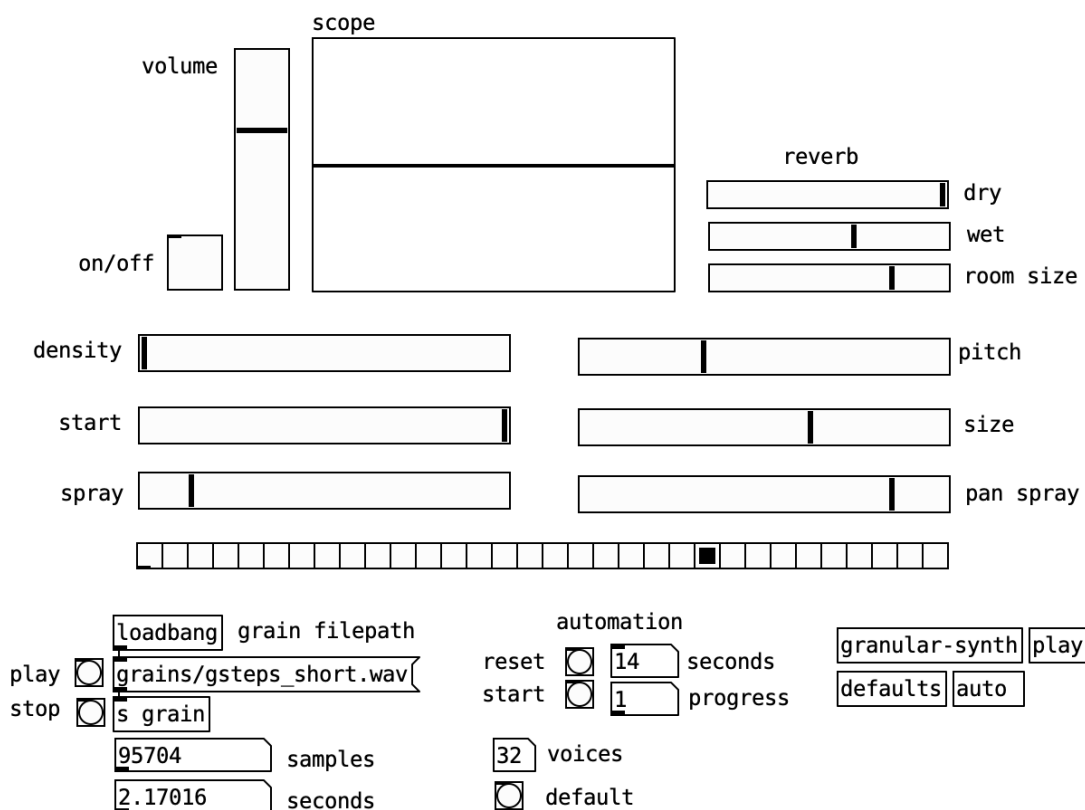 scope
volume
reverb
dry
wet
on/off
room size
density
pitch
start
size
spray
pan spray
loadbang
grain filepath
automation
play
grains/gsteps_short.wav
reset
14
seconds
granular-synth
play
stop
s grain
start
1
progress
defaults
auto
95704
samples
32
voices
2.17016
seconds
default